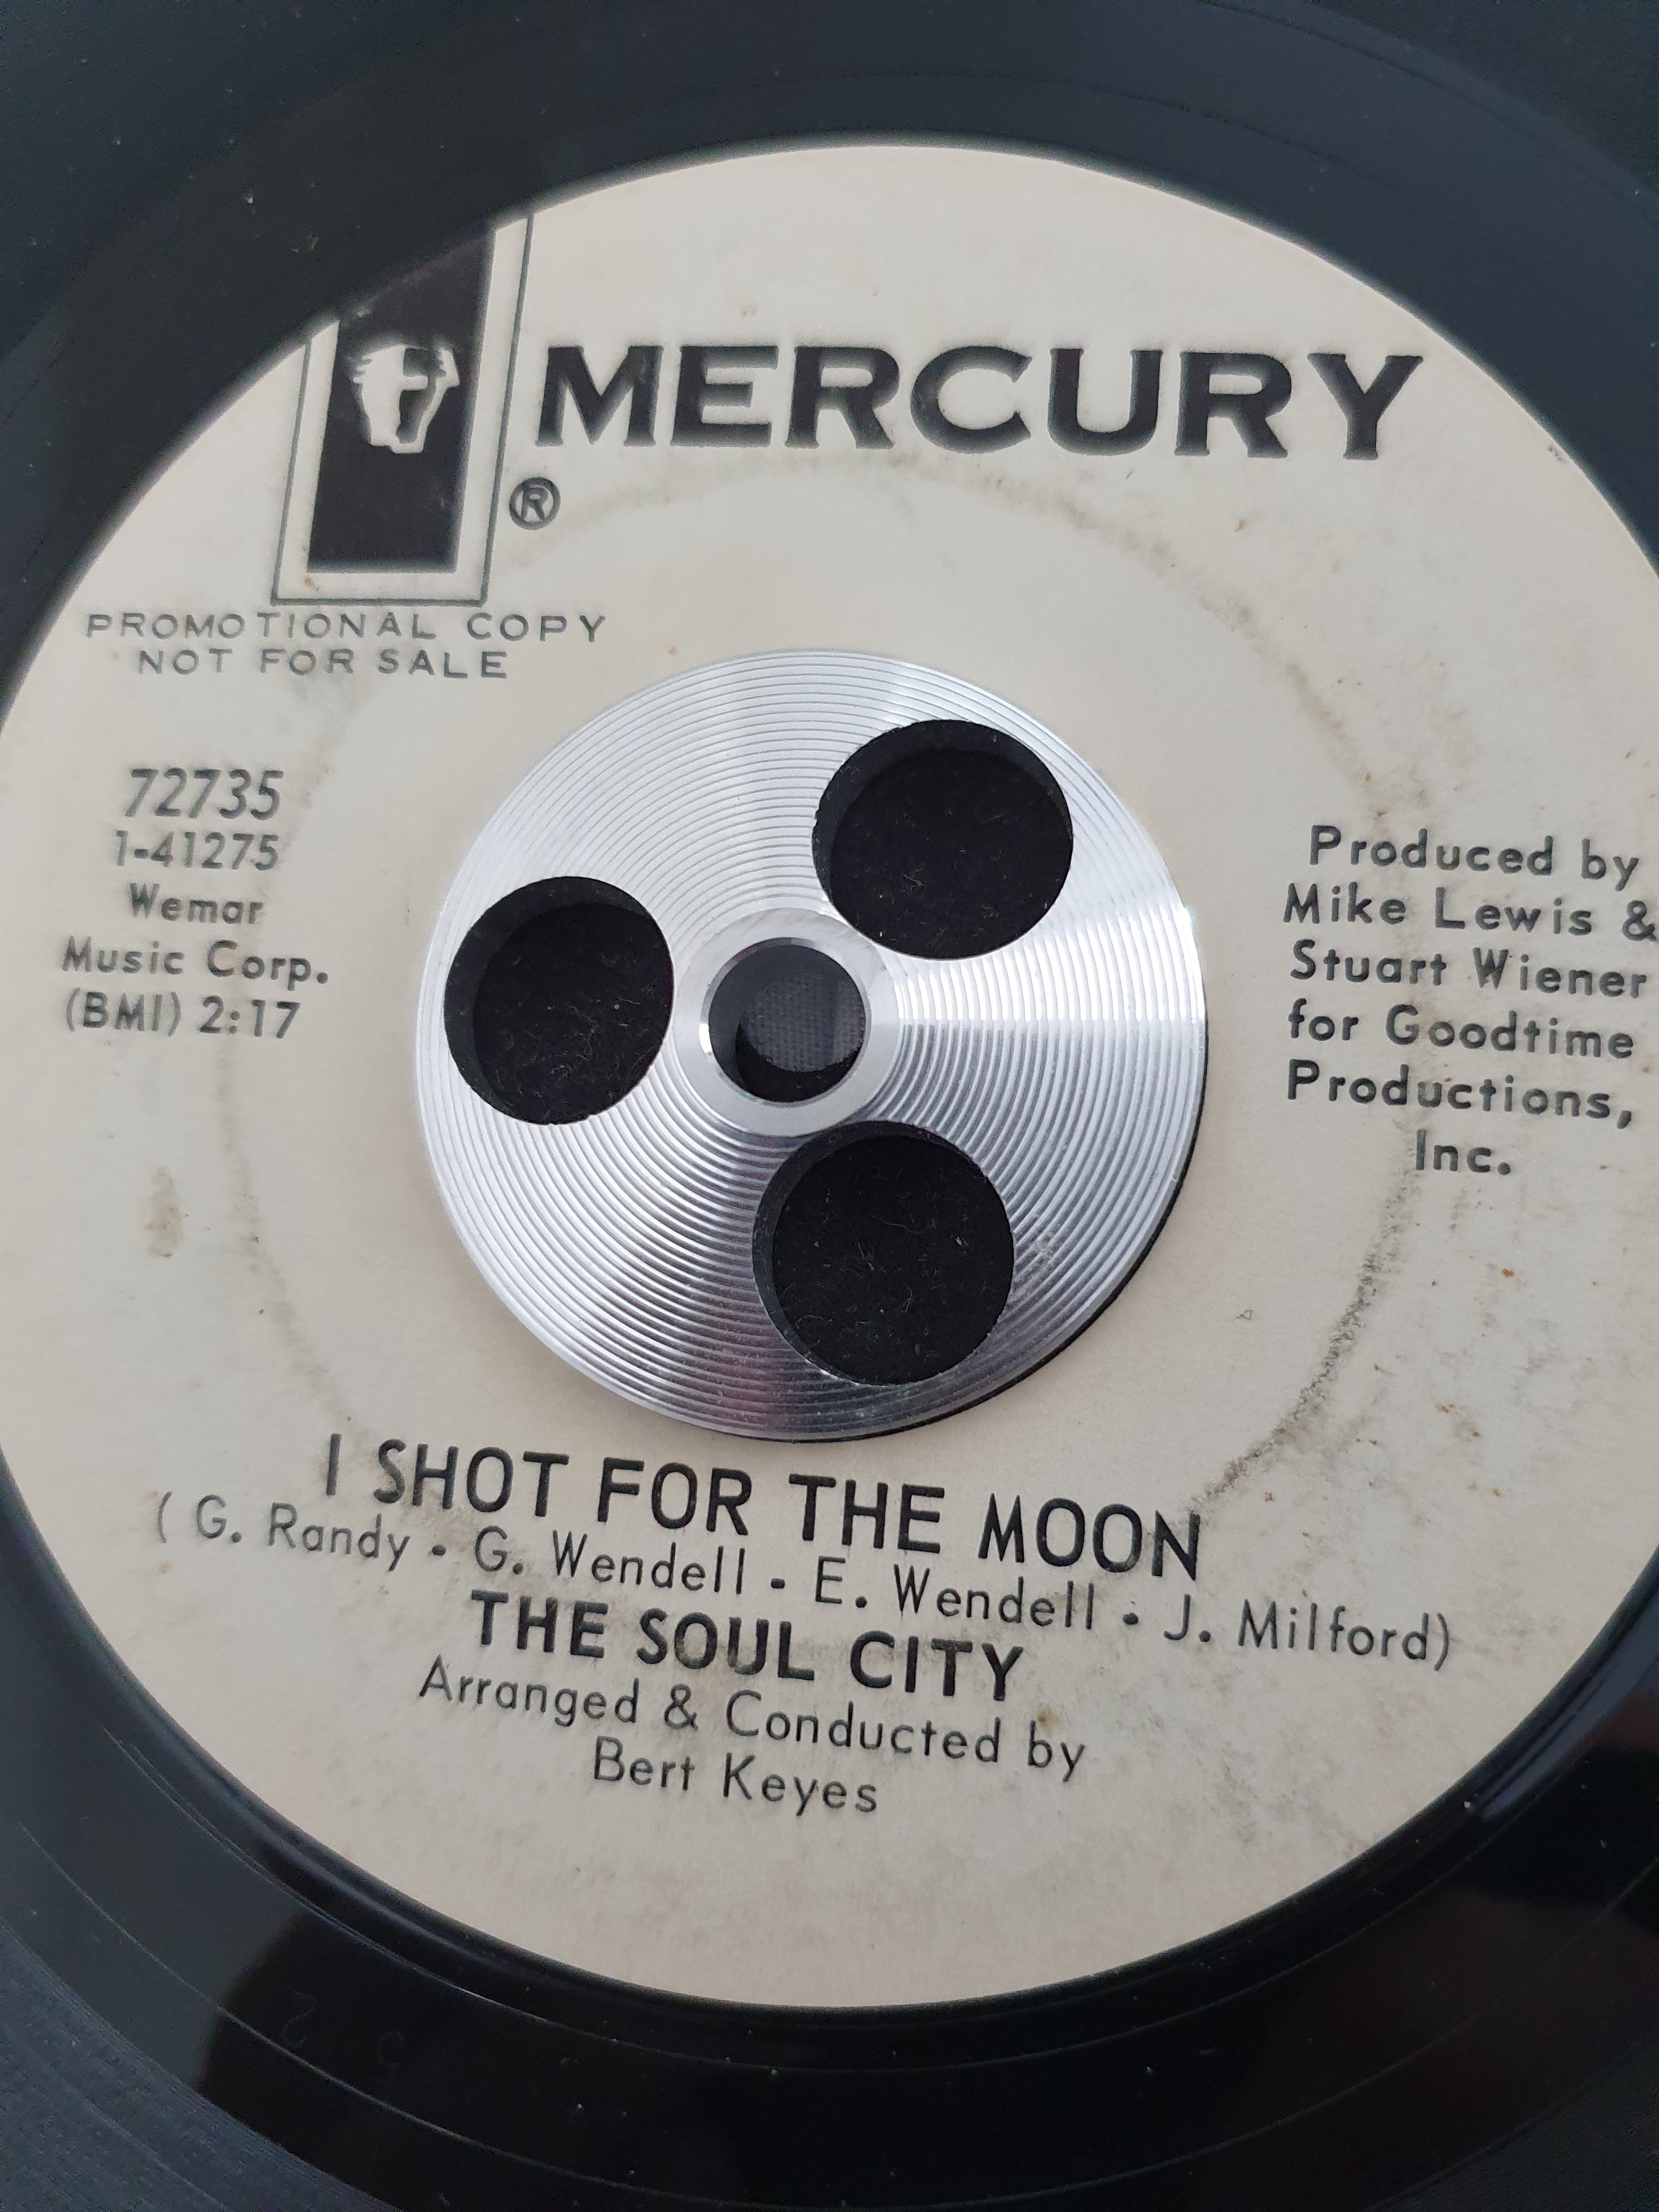 MERCURY
®
PROMOTIONAL COPY
NOT FOR SALE
72735
1-41275
Wemar
Music Corp.
(BMI) 2:17
Produced by
Mike Lewis &
Stuart Wiener
for Goodtime
Productions,
Inc.
I SHOT FOR THE MOON
( G. Randy • G. Wendell • E. Wendell • J. Milford)
THE SOUL CITY
Arranged & Conducted by
Bert Keyes